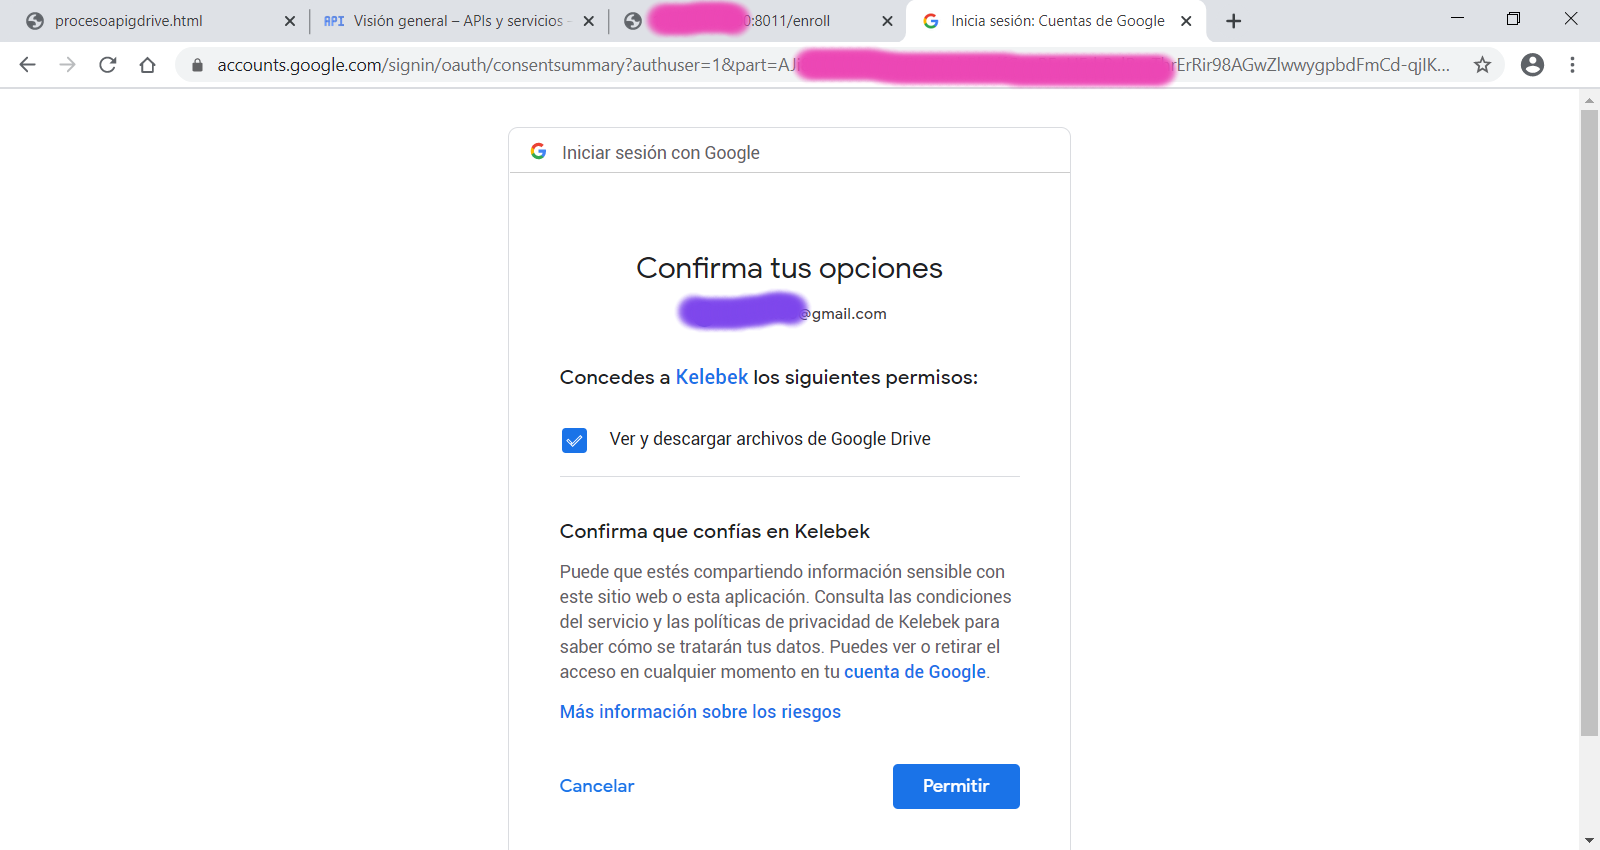 procesoapigdrive.html
API Visión general – APIs y servicios -
0:8011/enroll
Inicia sesión: Cuentas de Google
accounts.google.com/signin/oauth/consentsummary?authuser=1&part=AJ
ErRir98AGwZlwwygpbdFmCd-qjIK...
Iniciar sesión con Google
Confirma tus opciones
@gmail.com
Concedes a Kelebek los siguientes permisos:
Ver y descargar archivos de Google Drive
Confirma que confías en Kelebek
Puede que estés compartiendo información sensible con
este sitio web o esta aplicación. Consulta las condiciones
del servicio y las políticas de privacidad de Kelebek para
saber cómo se tratarán tus datos. Puedes ver o retirar el
acceso en cualquier momento en tu cuenta de Google.
Más información sobre los riesgos
Cancelar
Permitir